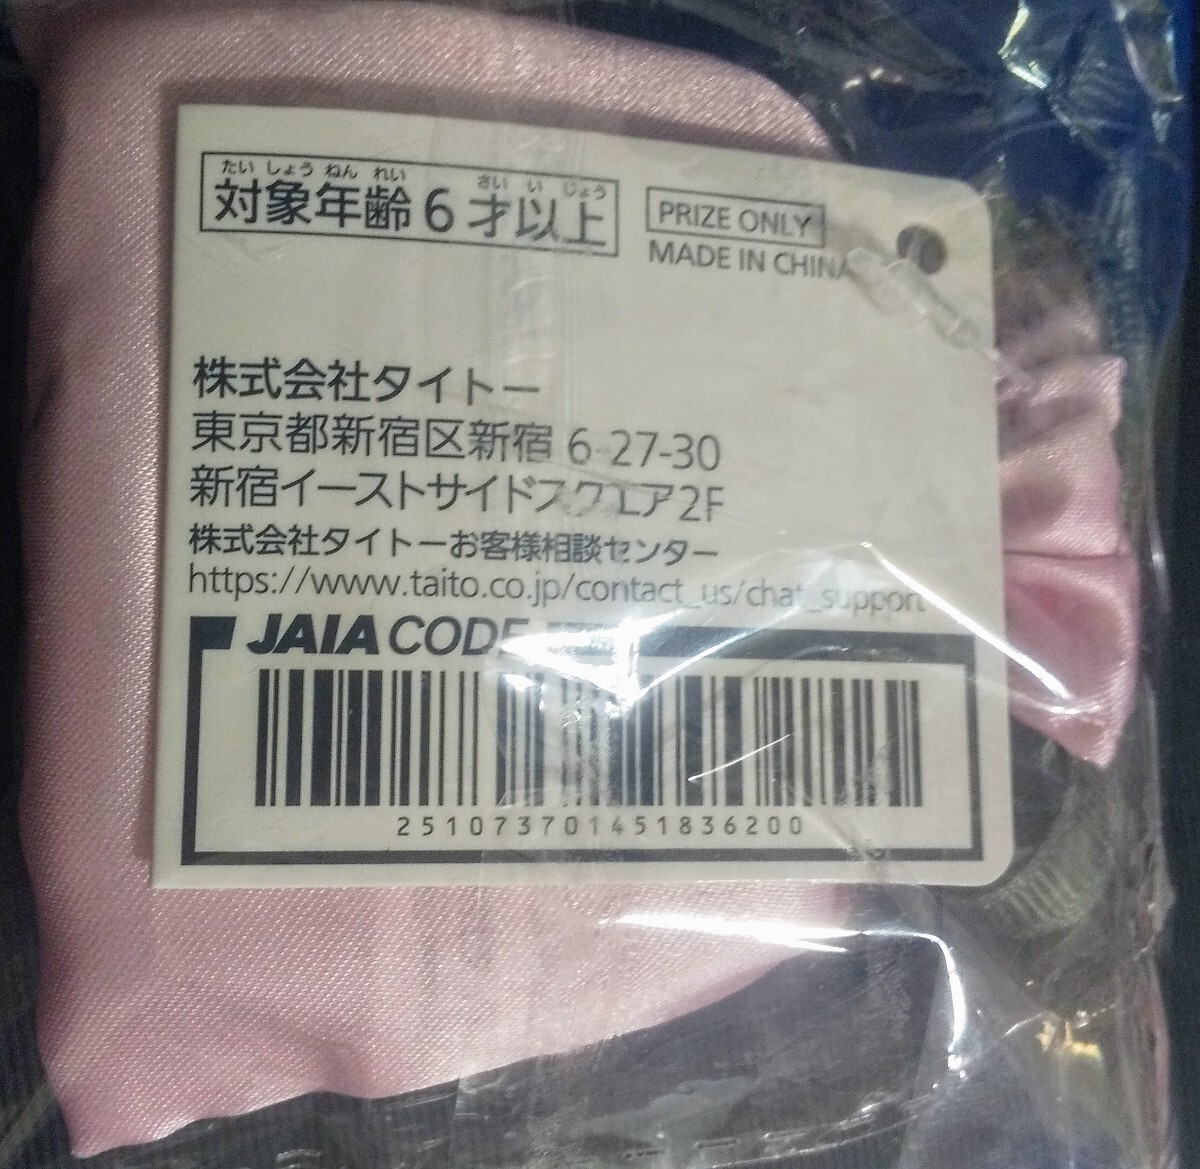 たいしょうねんれい さいいじょう
対象年齢6才以上
PRIZE ONLY
MADE IN CHINA
株式会社タイトー
東京都新宿区新宿 6-27-30
新宿イーストサイドスクエア2F
株式会社タイトーお客様相談センター
https://www.taito.co.jp/contact_us/chat_support
JAIA CODE
251073701451836200